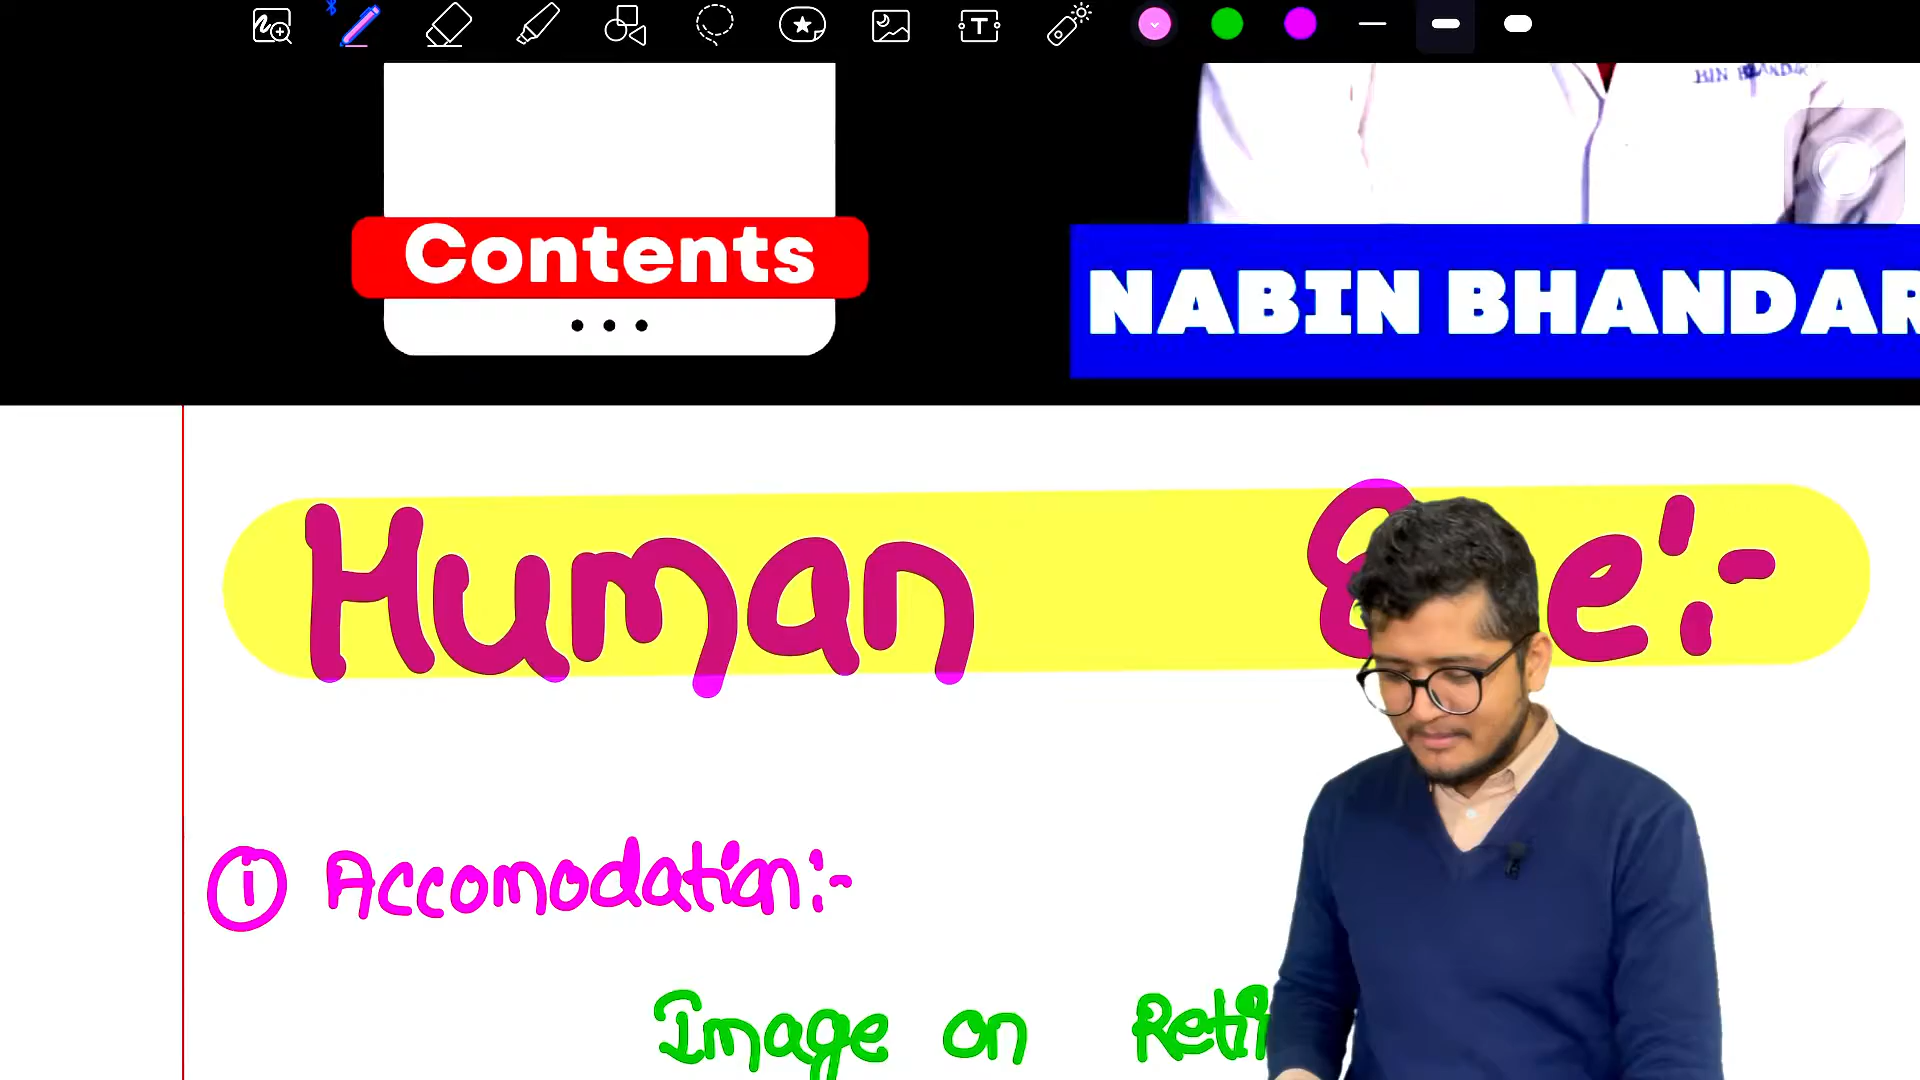 Contents
NABIN BHANDAR
Human
① Accomodation:-
Image on